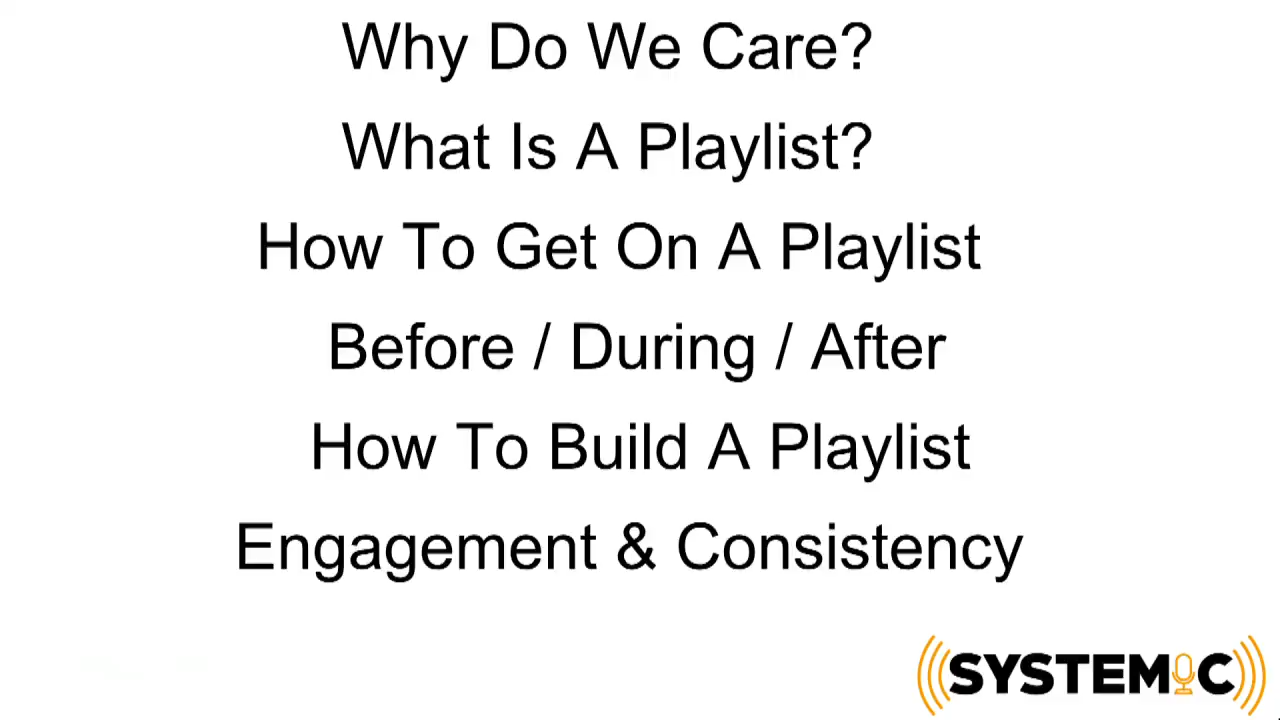 Why Do We Care?
What Is A Playlist?
How To Get On A Playlist
Before / During / After
How To Build A Playlist
Engagement & Consistency
SYSTEMIC